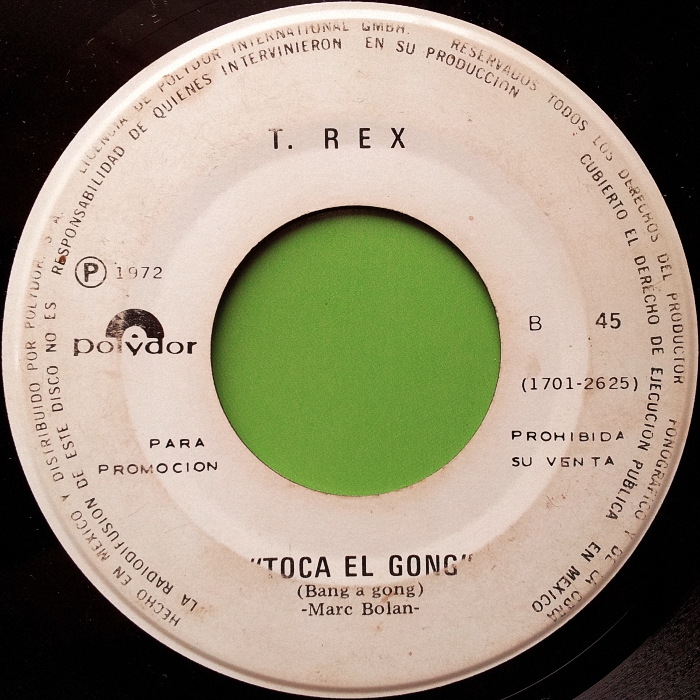 HECHO EN MEXICO Y DISTRIBUIDO POR POLYDOR, S. A. LICENCIA DE POLYDOR INTERNATIONAL GMBH. RESERVADOS TODOS LOS DERECHOS DEL PRODUCTOR FONOGRAFICO Y DE LA OBRA
LA RADIODIFUSION DE ESTE DISCO NO ES RESPONSABILIDAD DE QUIENES INTERVINIERON EN SU PRODUCCION
CUBIERTO EL DERECHO DE EJECUCION PUBLICA EN MEXICO
T. REX
P 1972
polydor
B 45
(1701-2625)
PARA PROMOCION
PROHIBIDA SU VENTA
"TOCA EL GONG"
(Bang a gong)
-Marc Bolan-